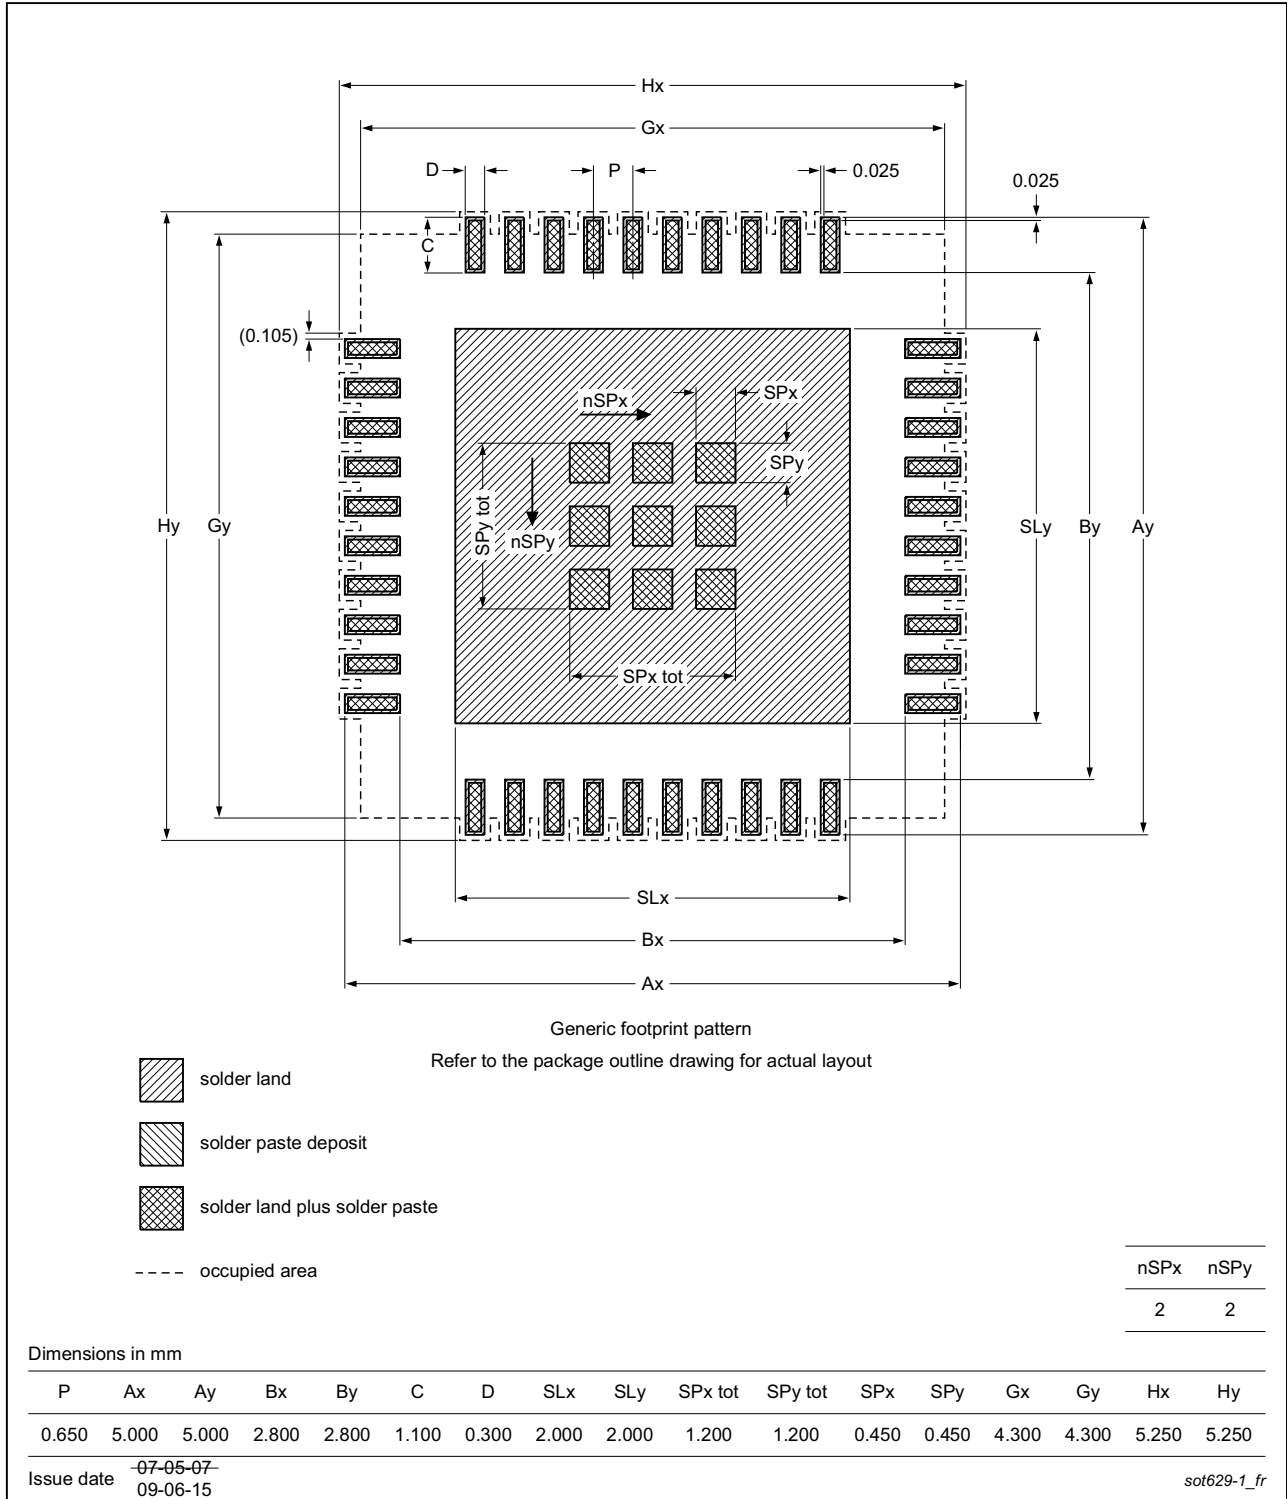 Hx
Gx
D
P
0.025
0.025
C
(0.105)
nSPx
SPx
SPy
SPy tot
nSPy
Hy
Gy
SLy
By
Ay
SPx tot
SLx
Bx
Ax
Generic footprint pattern
Refer to the package outline drawing for actual layout
solder land
solder paste deposit
solder land plus solder paste
occupied area
nSPx nSPy
2 2
Dimensions in mm
P Ax Ay Bx By C D SLx SLy SPx tot SPy tot SPx SPy Gx Gy Hx Hy
0.650 5.000 5.000 2.800 2.800 1.100 0.300 2.000 2.000 1.200 1.200 0.450 0.450 4.300 4.300 5.250 5.250
Issue date 07-05-07
09-06-15
sot629-1_fr